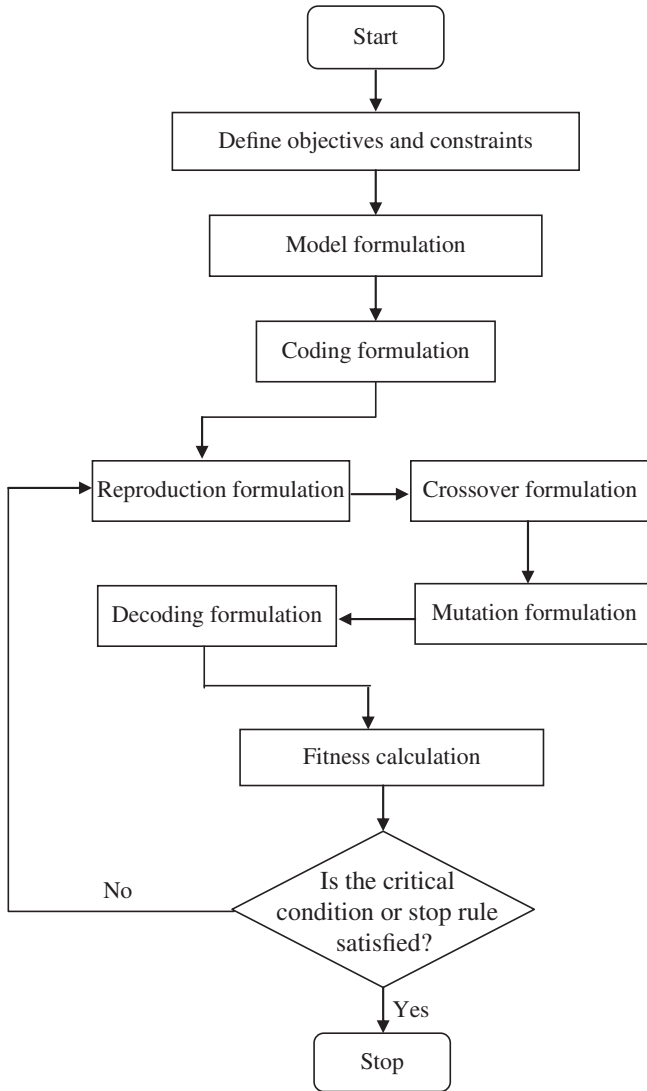 Start
Define objectives and constraints
Model formulation
Coding formulation
Reproduction formulation
Crossover formulation
Decoding formulation
Mutation formulation
Fitness calculation
No
Is the critical
condition or stop rule
satisfied?
Yes
Stop